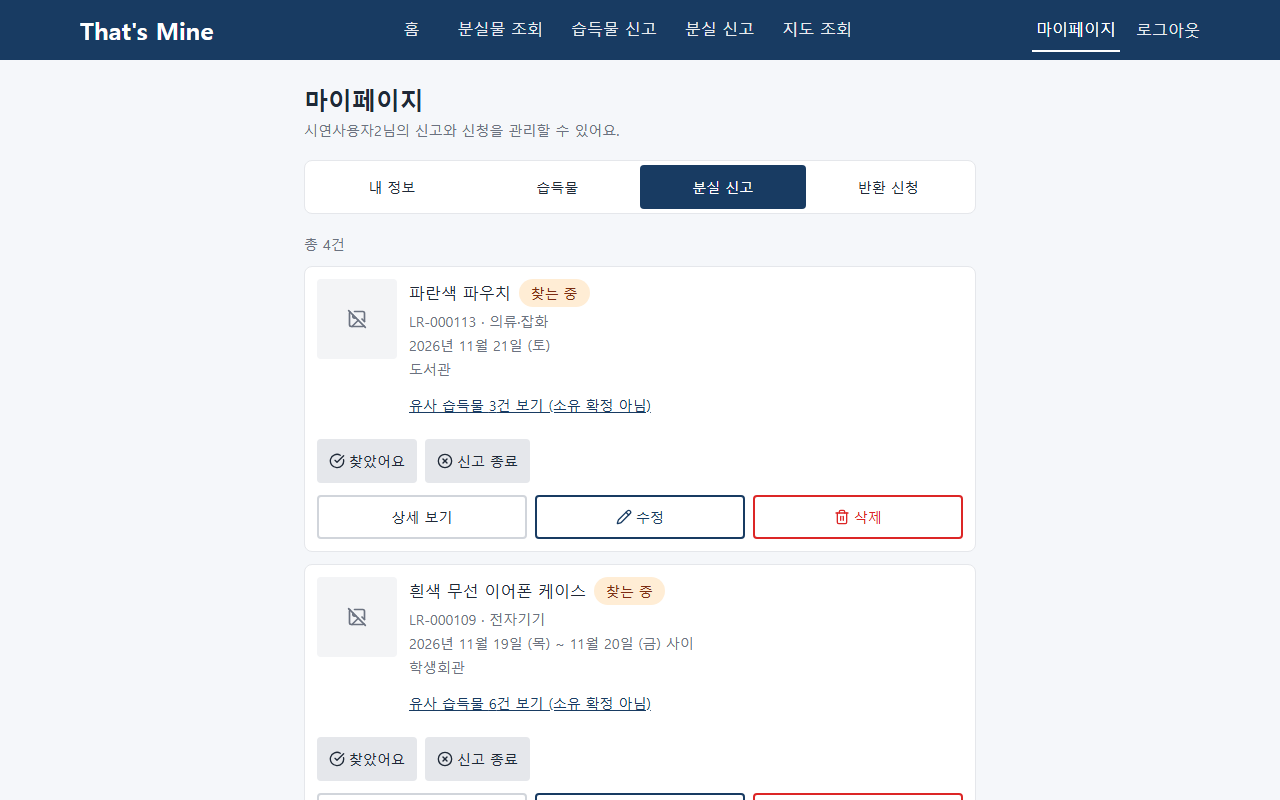 That's Mine
홈 분실물 조회 습득물 신고 분실 신고 지도 조회
마이페이지 로그아웃
마이페이지
시연사용자2님의 신고와 신청을 관리할 수 있어요.
내 정보 습득물 분실 신고 반환 신청
총 4건
파란색 파우치 찾는 중
LR-000113 · 의류·잡화
2026년 11월 21일 (토)
도서관
유사 습득물 3건 보기 (소유 확정 아님)
찾았어요 신고 종료
상세 보기 수정 삭제
흰색 무선 이어폰 케이스 찾는 중
LR-000109 · 전자기기
2026년 11월 19일 (목) ~ 11월 20일 (금) 사이
학생회관
유사 습득물 6건 보기 (소유 확정 아님)
찾았어요 신고 종료